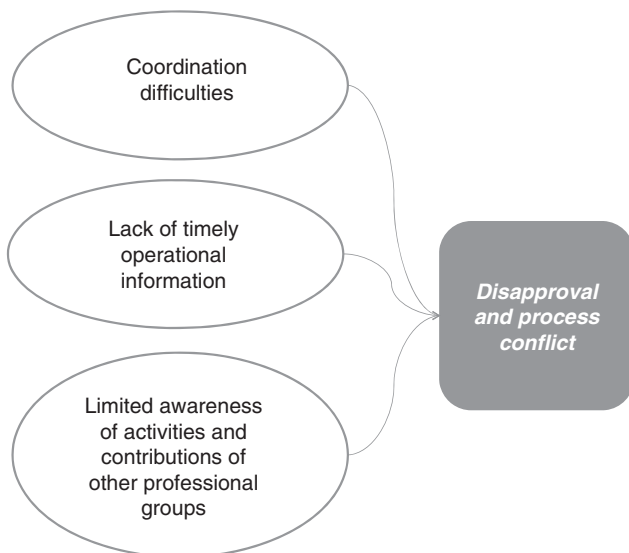 Coordination
difficulties
Lack of timely
operational
information
Limited awareness
of activities and
contributions of
other professional
groups
Disapproval
and process
conflict